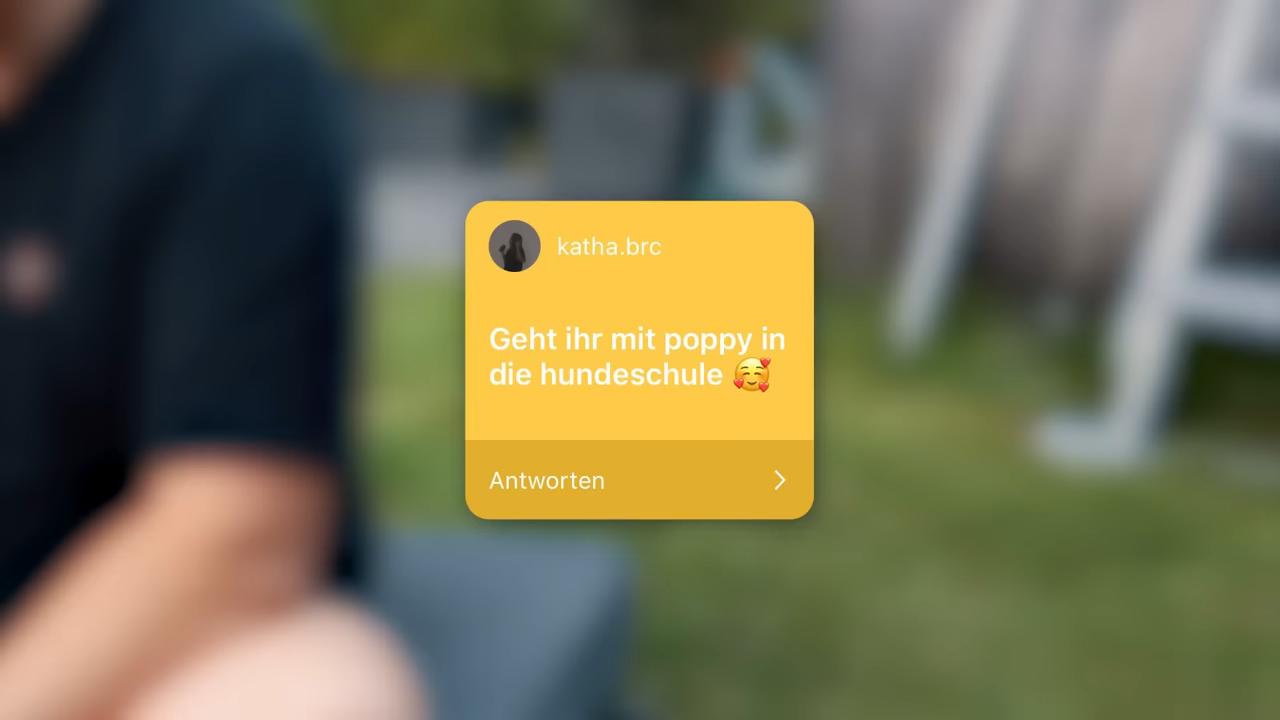 katha.brc
Geht ihr mit poppy in
die hundeschule 🥰
Antworten